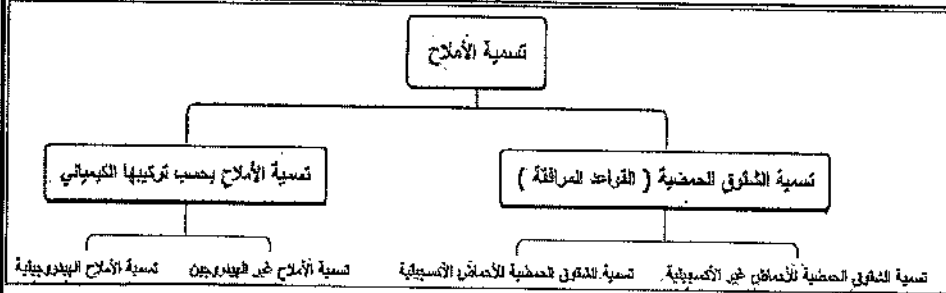 تسمية الأملاح
تسمية الشقوق الحمضية ( القواعد المرافقة )
تسمية الأملاح بحسب تركيبها الكيميائي
تسمية الشقوق الحمضية للأحماض غير الأكسجينية
تسمية الشقوق الحمضية للأحماض الأكسجينية
تسمية الأملاح غير الهيدروجين
تسمية الأملاح الهيدروجينية